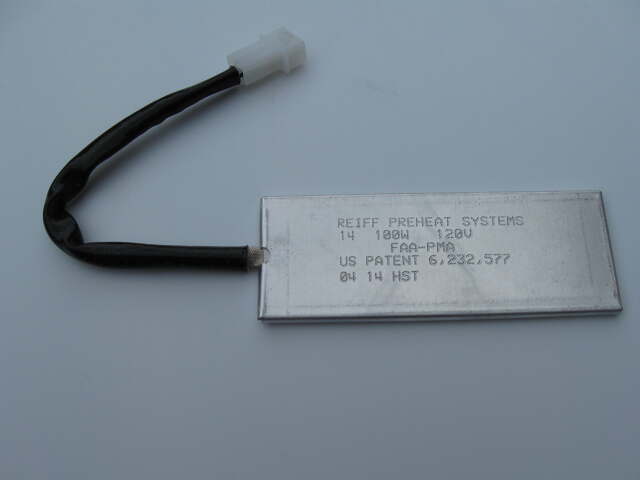 REIFF PREHEAT SYSTEMS
14 100W 120V
FAA-PMA
US PATENT 6,232,577
04 14 HST